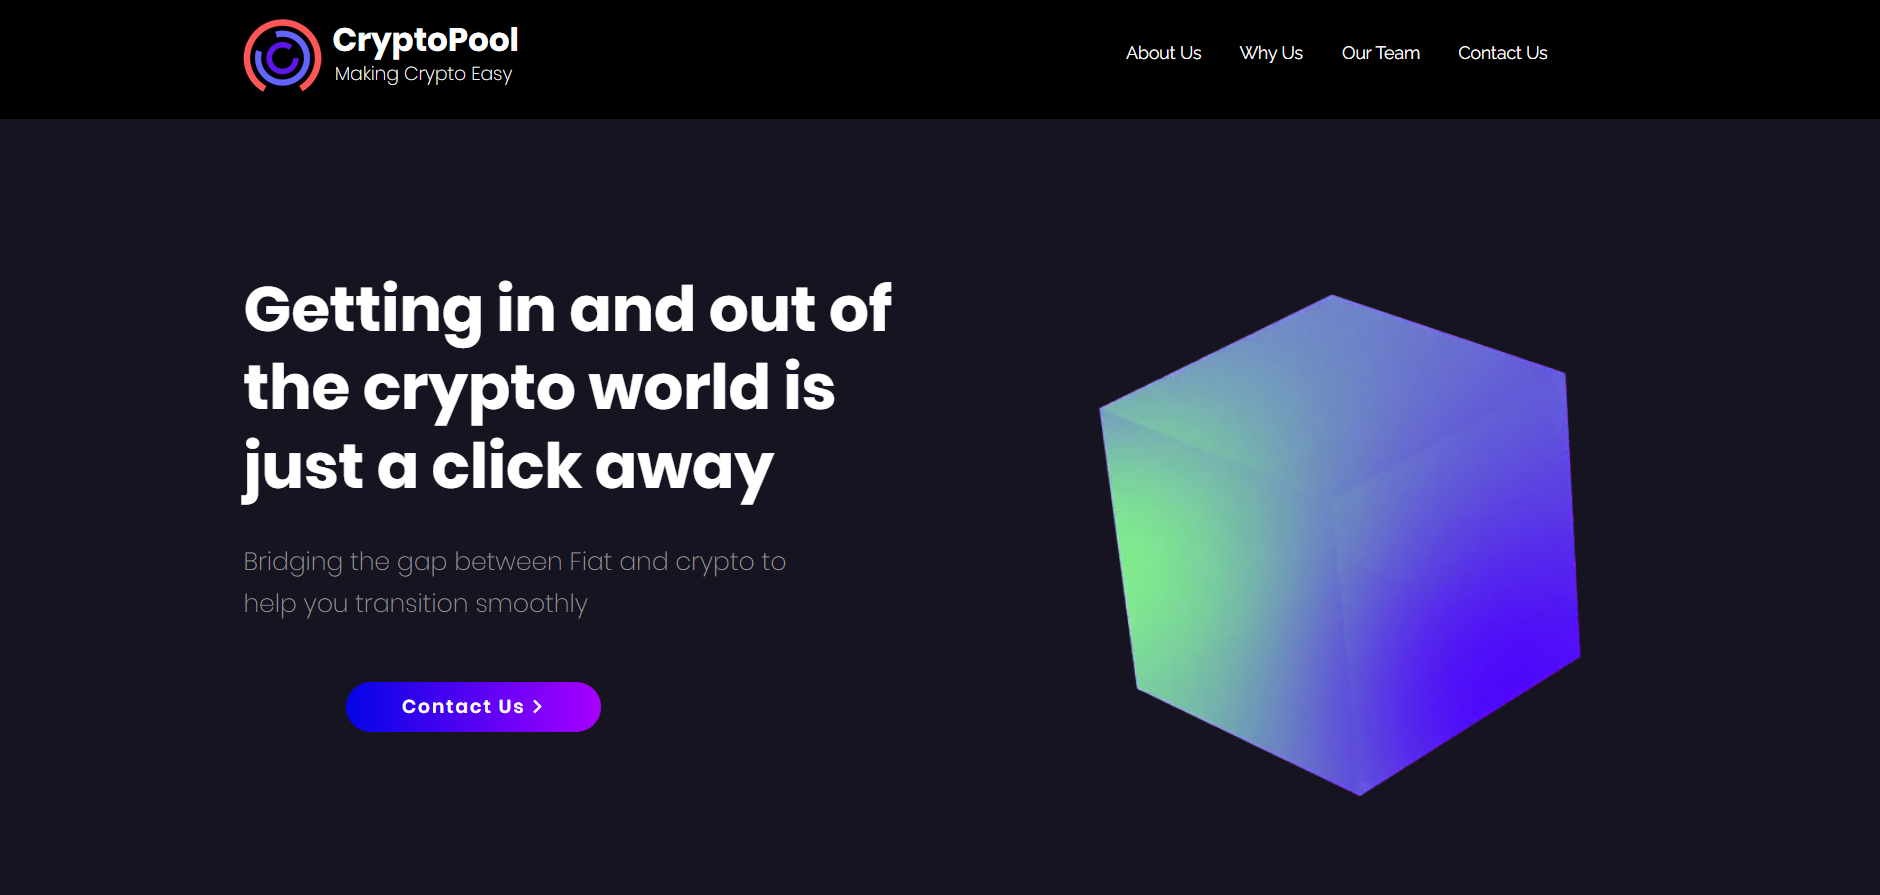 CryptoPool
Making Crypto Easy
About Us
Why Us
Our Team
Contact Us
Getting in and out of
the crypto world is
just a click away
Bridging the gap between Fiat and crypto to
help you transition smoothly
Contact Us